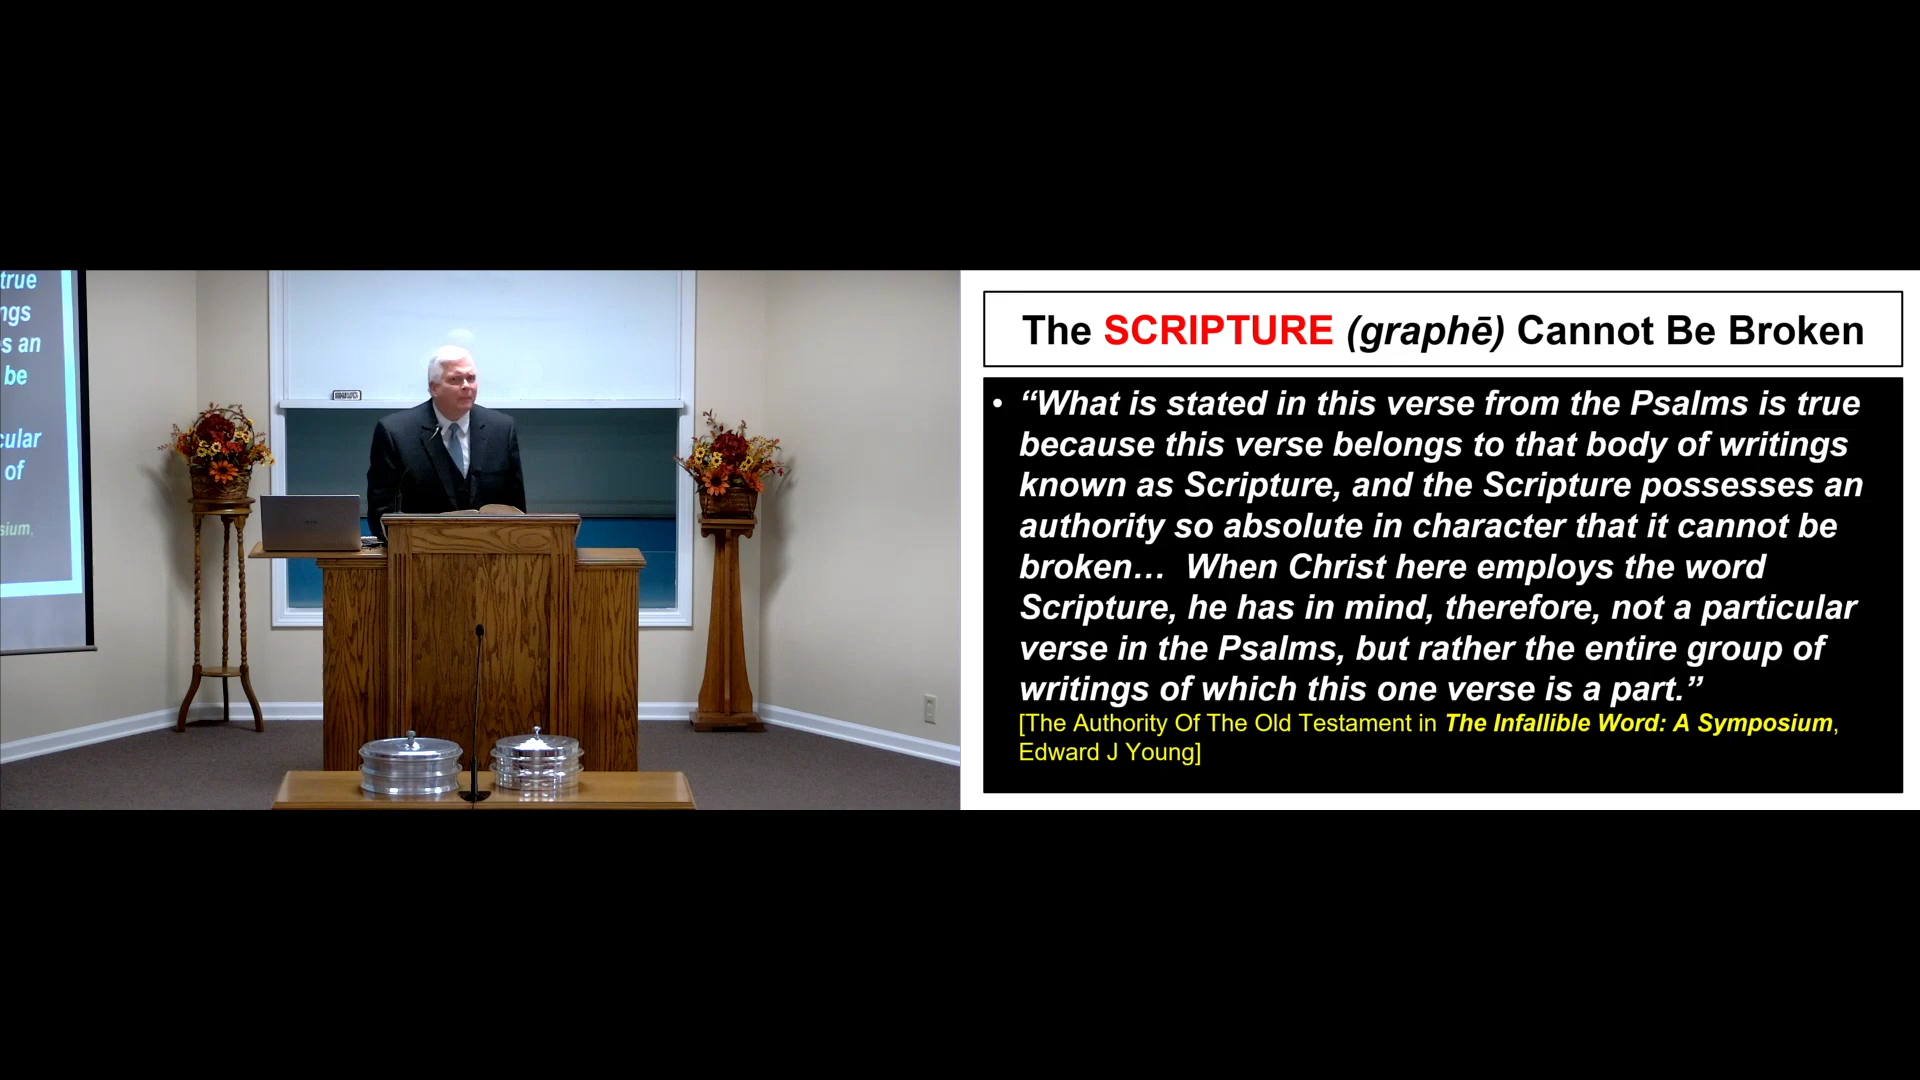 true
ngs
s an
be
cular
of
sium,
The SCRIPTURE (graphē) Cannot Be Broken
• “What is stated in this verse from the Psalms is true
because this verse belongs to that body of writings
known as Scripture, and the Scripture possesses an
authority so absolute in character that it cannot be
broken… When Christ here employs the word
Scripture, he has in mind, therefore, not a particular
verse in the Psalms, but rather the entire group of
writings of which this one verse is a part.”
[The Authority Of The Old Testament in The Infallible Word: A Symposium,
Edward J Young]